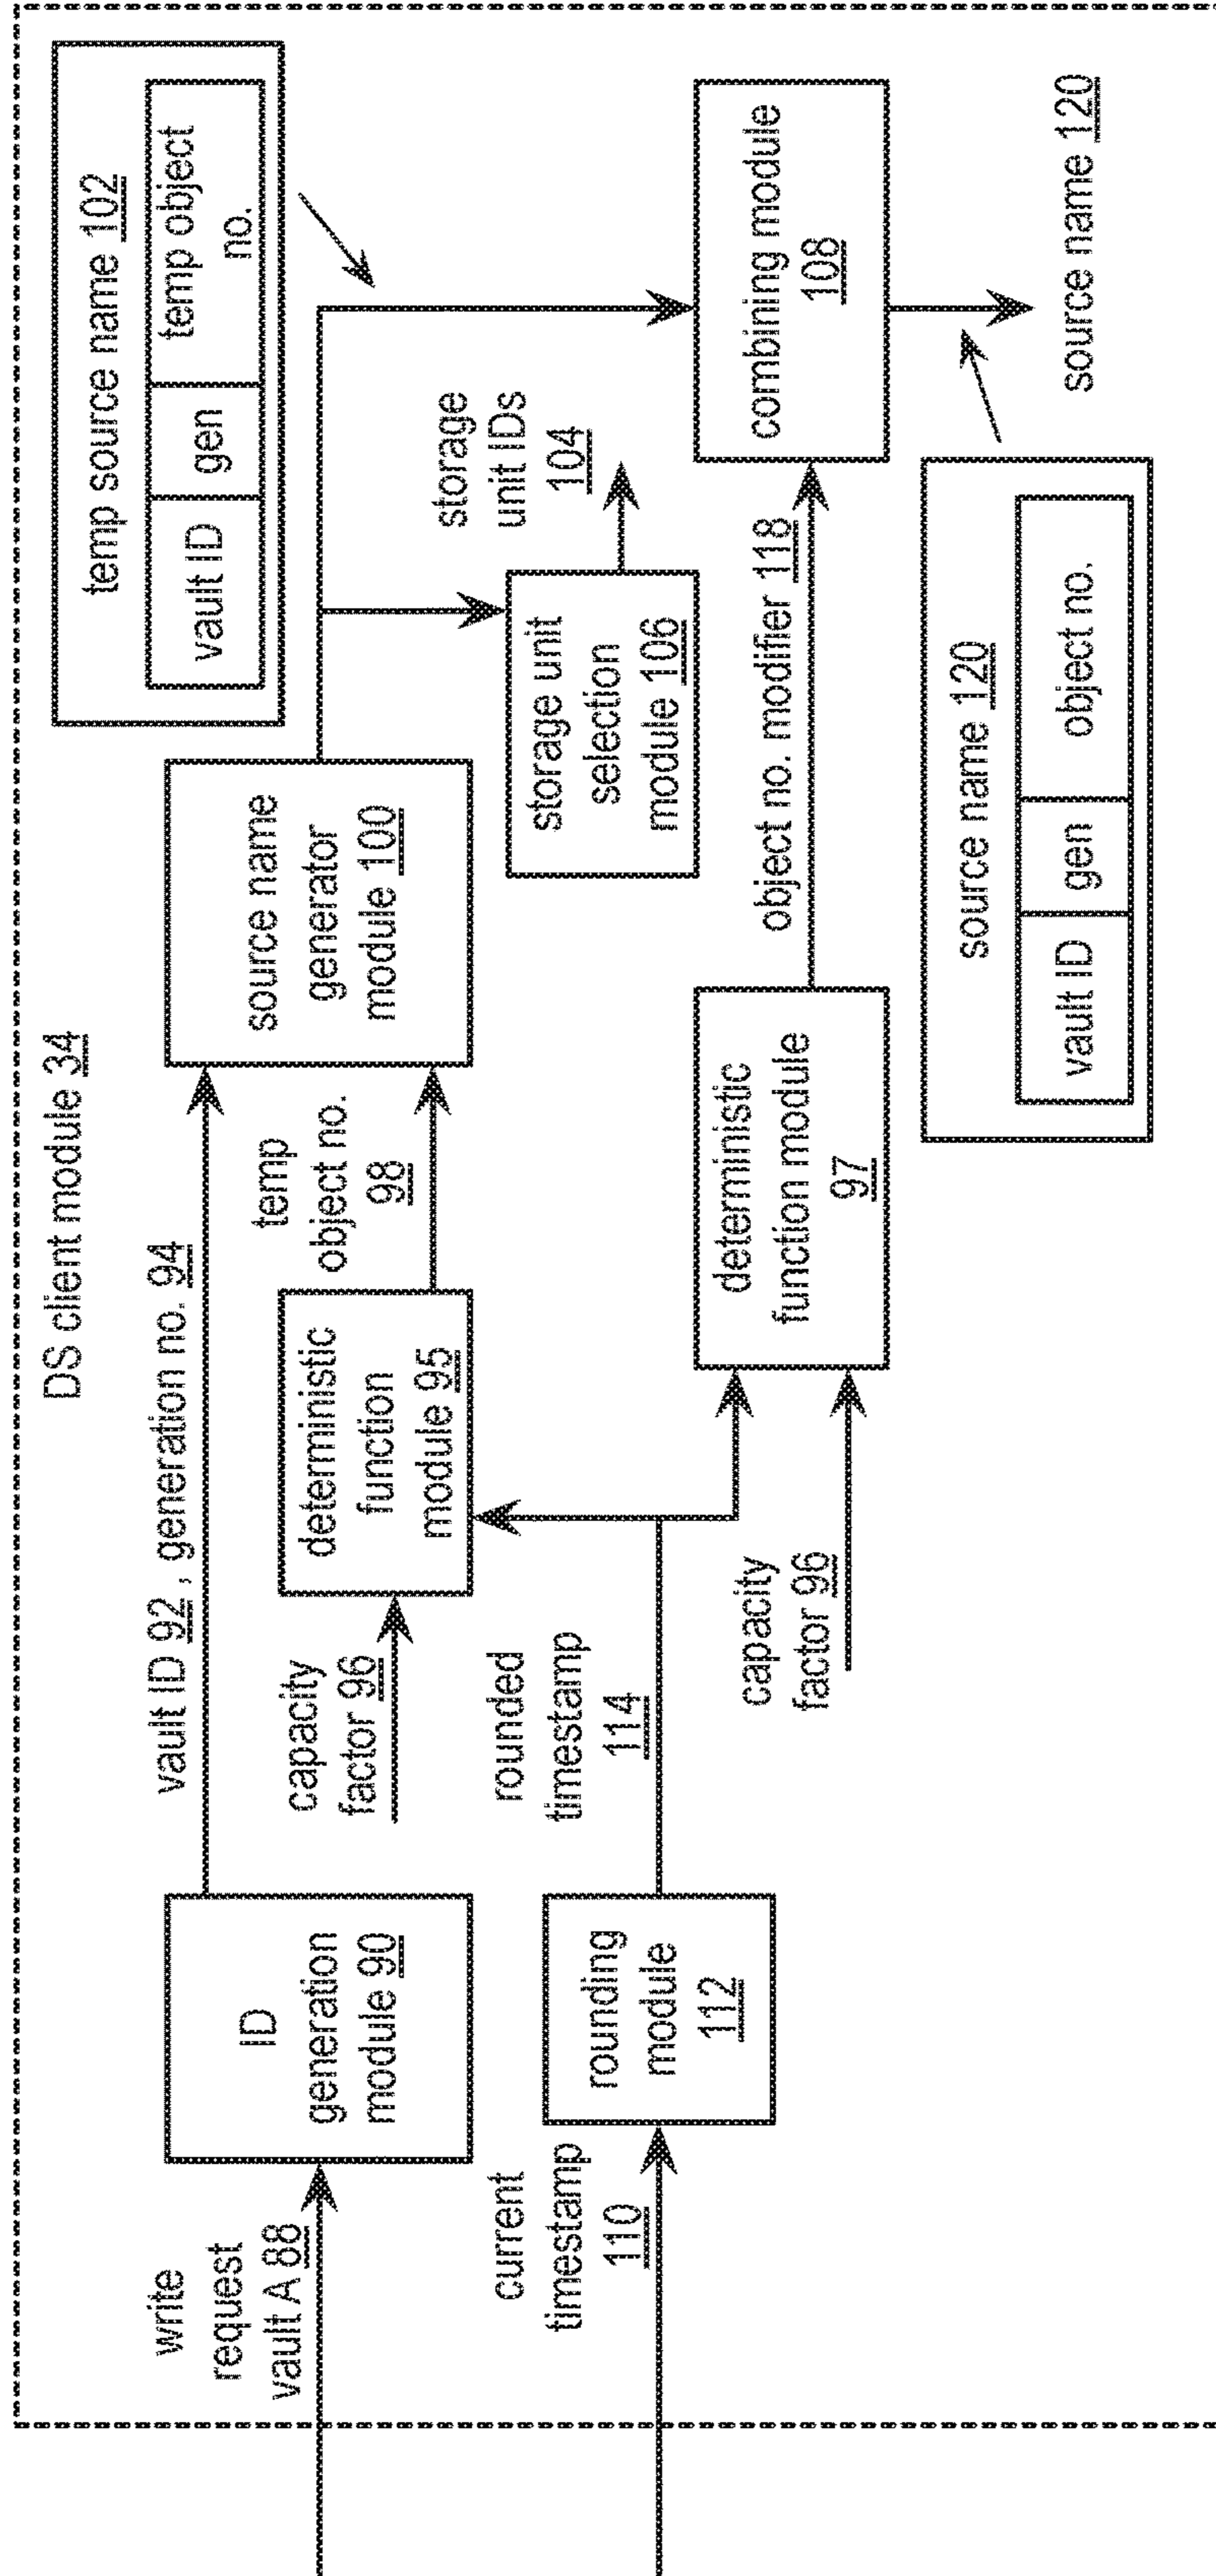 DS client module 34
write
request
vault A 88
ID
generation
module 90
vault ID 92, generation no. 94
capacity
factor 96
deterministic
function
module 95
temp
object no.
98
source name
generator
module 100
temp source name 102
vault ID
gen
temp object
no.
current
timestamp
110
rounding
module
112
rounded
timestamp
114
storage unit
selection
module 106
storage
unit IDs
104
capacity
factor 96
deterministic
function module
97
object no. modifier 118
combining module
108
source name 120
vault ID
gen
object no.
source name 120